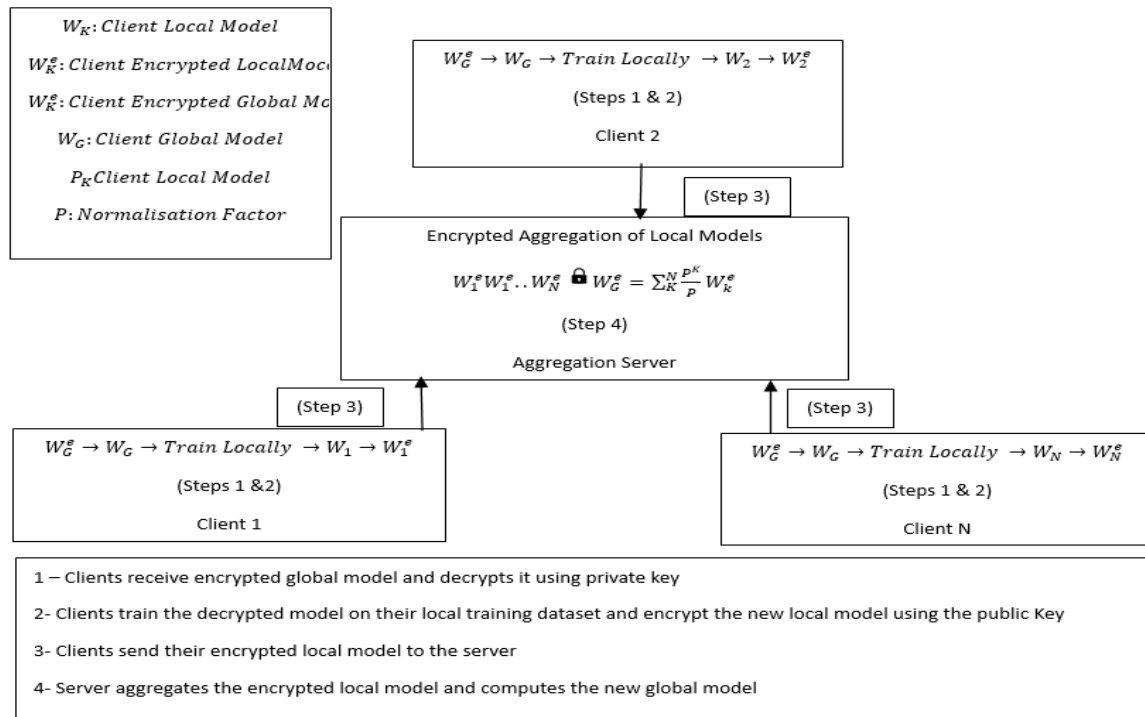 W_K: Client Local Model
W_K^e: Client Encrypted LocalMoc
W_K^e: Client Encrypted Global Mo
W_G: Client Global Model
P_K Client Local Model
P: Normalisation Factor
W_G^e → W_G → Train Locally → W_2 → W_2^e
(Steps 1 & 2)
Client 2
(Step 3)
Encrypted Aggregation of Local Models
W_1^e W_1^e .. W_N^e 🔒 W_G^e = ∑_K^N \frac{P^K}{P} W_k^e
(Step 4)
Aggregation Server
(Step 3)
(Step 3)
W_G^e → W_G → Train Locally → W_1 → W_1^e
(Steps 1 &2)
Client 1
W_G^e → W_G → Train Locally → W_N → W_N^e
(Steps 1 & 2)
Client N
1 – Clients receive encrypted global model and decrypts it using private key
2- Clients train the decrypted model on their local training dataset and encrypt the new local model using the public Key
3- Clients send their encrypted local model to the server
4- Server aggregates the encrypted local model and computes the new global model